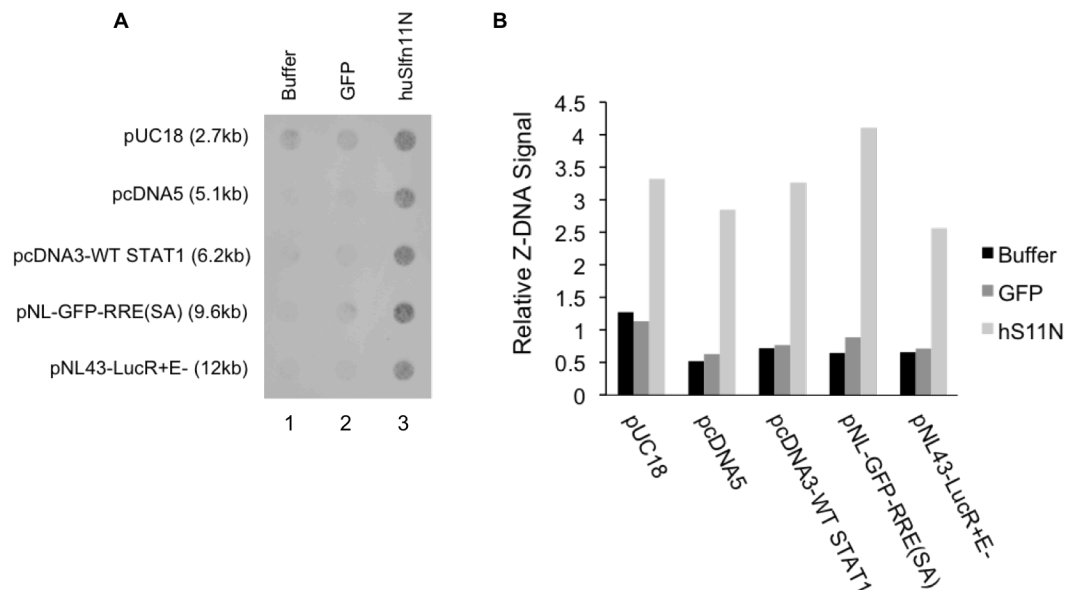 A
Buffer
GFP
huSlfn11N
pUC18 (2.7kb)
pcDNA5 (5.1kb)
pcDNA3-WT STAT1 (6.2kb)
pNL-GFP-RRE(SA) (9.6kb)
pNL43-LucR+E- (12kb)
1 2 3
B
Relative Z-DNA Signal
4.5
4
3.5
3
2.5
2
1.5
1
0.5
0
pUC18
pcDNA5
pcDNA3-WT STAT1
pNL-GFP-RRE(SA)
pNL43-LucR+E-
Buffer
GFP
hS11N